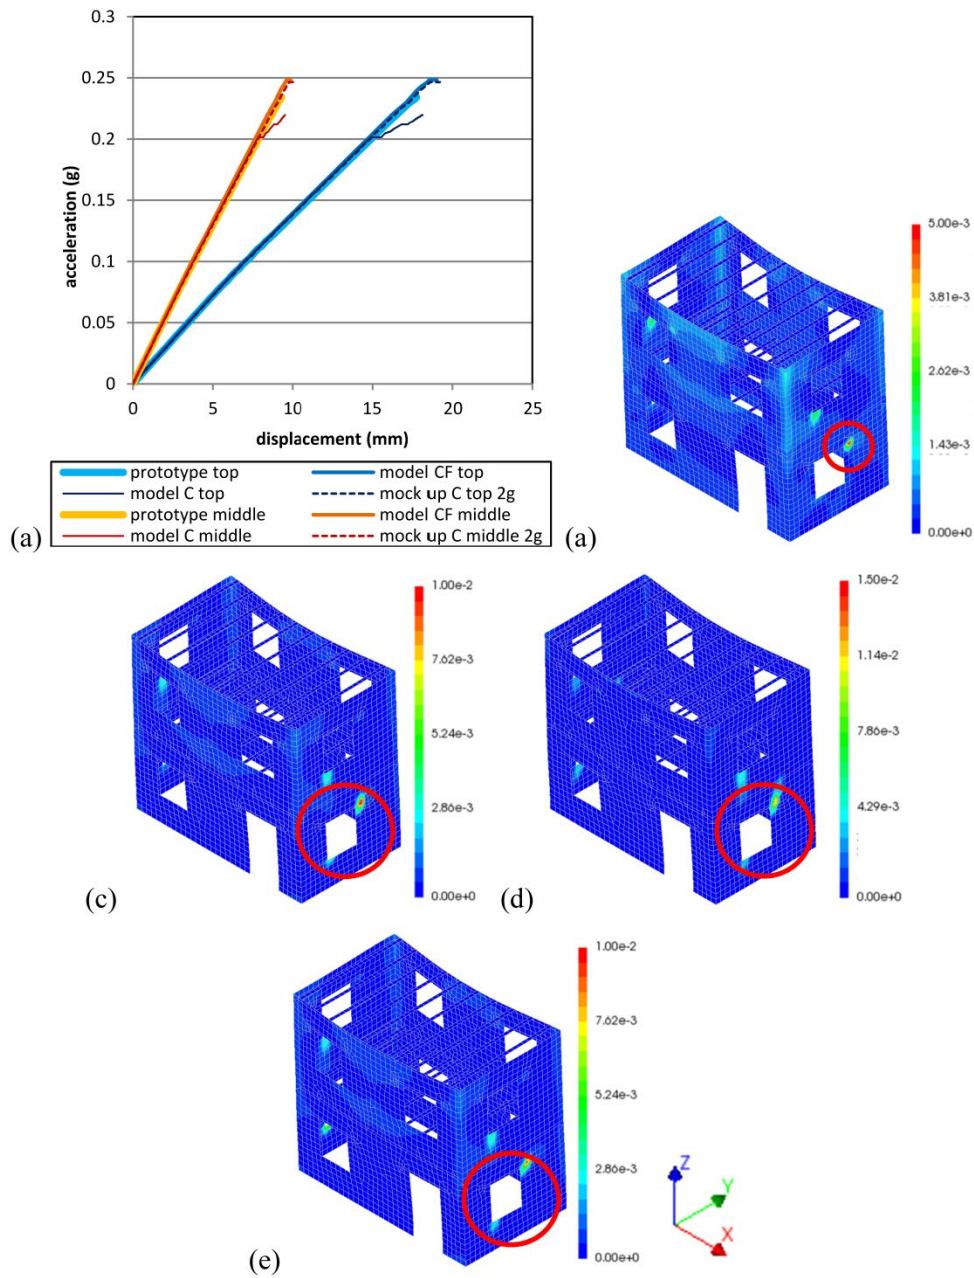 0.3
0.25
0.2
0.15
0.1
0.05
0
acceleration (g)
0 5 10 15 20 25
displacement (mm)
prototype top model CF top
model C top mock up C top 2g
prototype middle model CF middle
model C middle mock up C middle 2g
(a)
5.00e-3
3.81e-3
2.62e-3
1.43e-3
0.00e+0
(a)
1.00e-2
7.62e-3
5.24e-3
2.86e-3
0.00e+0
(c)
1.50e-2
1.14e-2
7.86e-3
4.29e-3
0.00e+0
(d)
1.00e-2
7.62e-3
5.24e-3
2.86e-3
0.00e+0
(e)
Z
Y
X